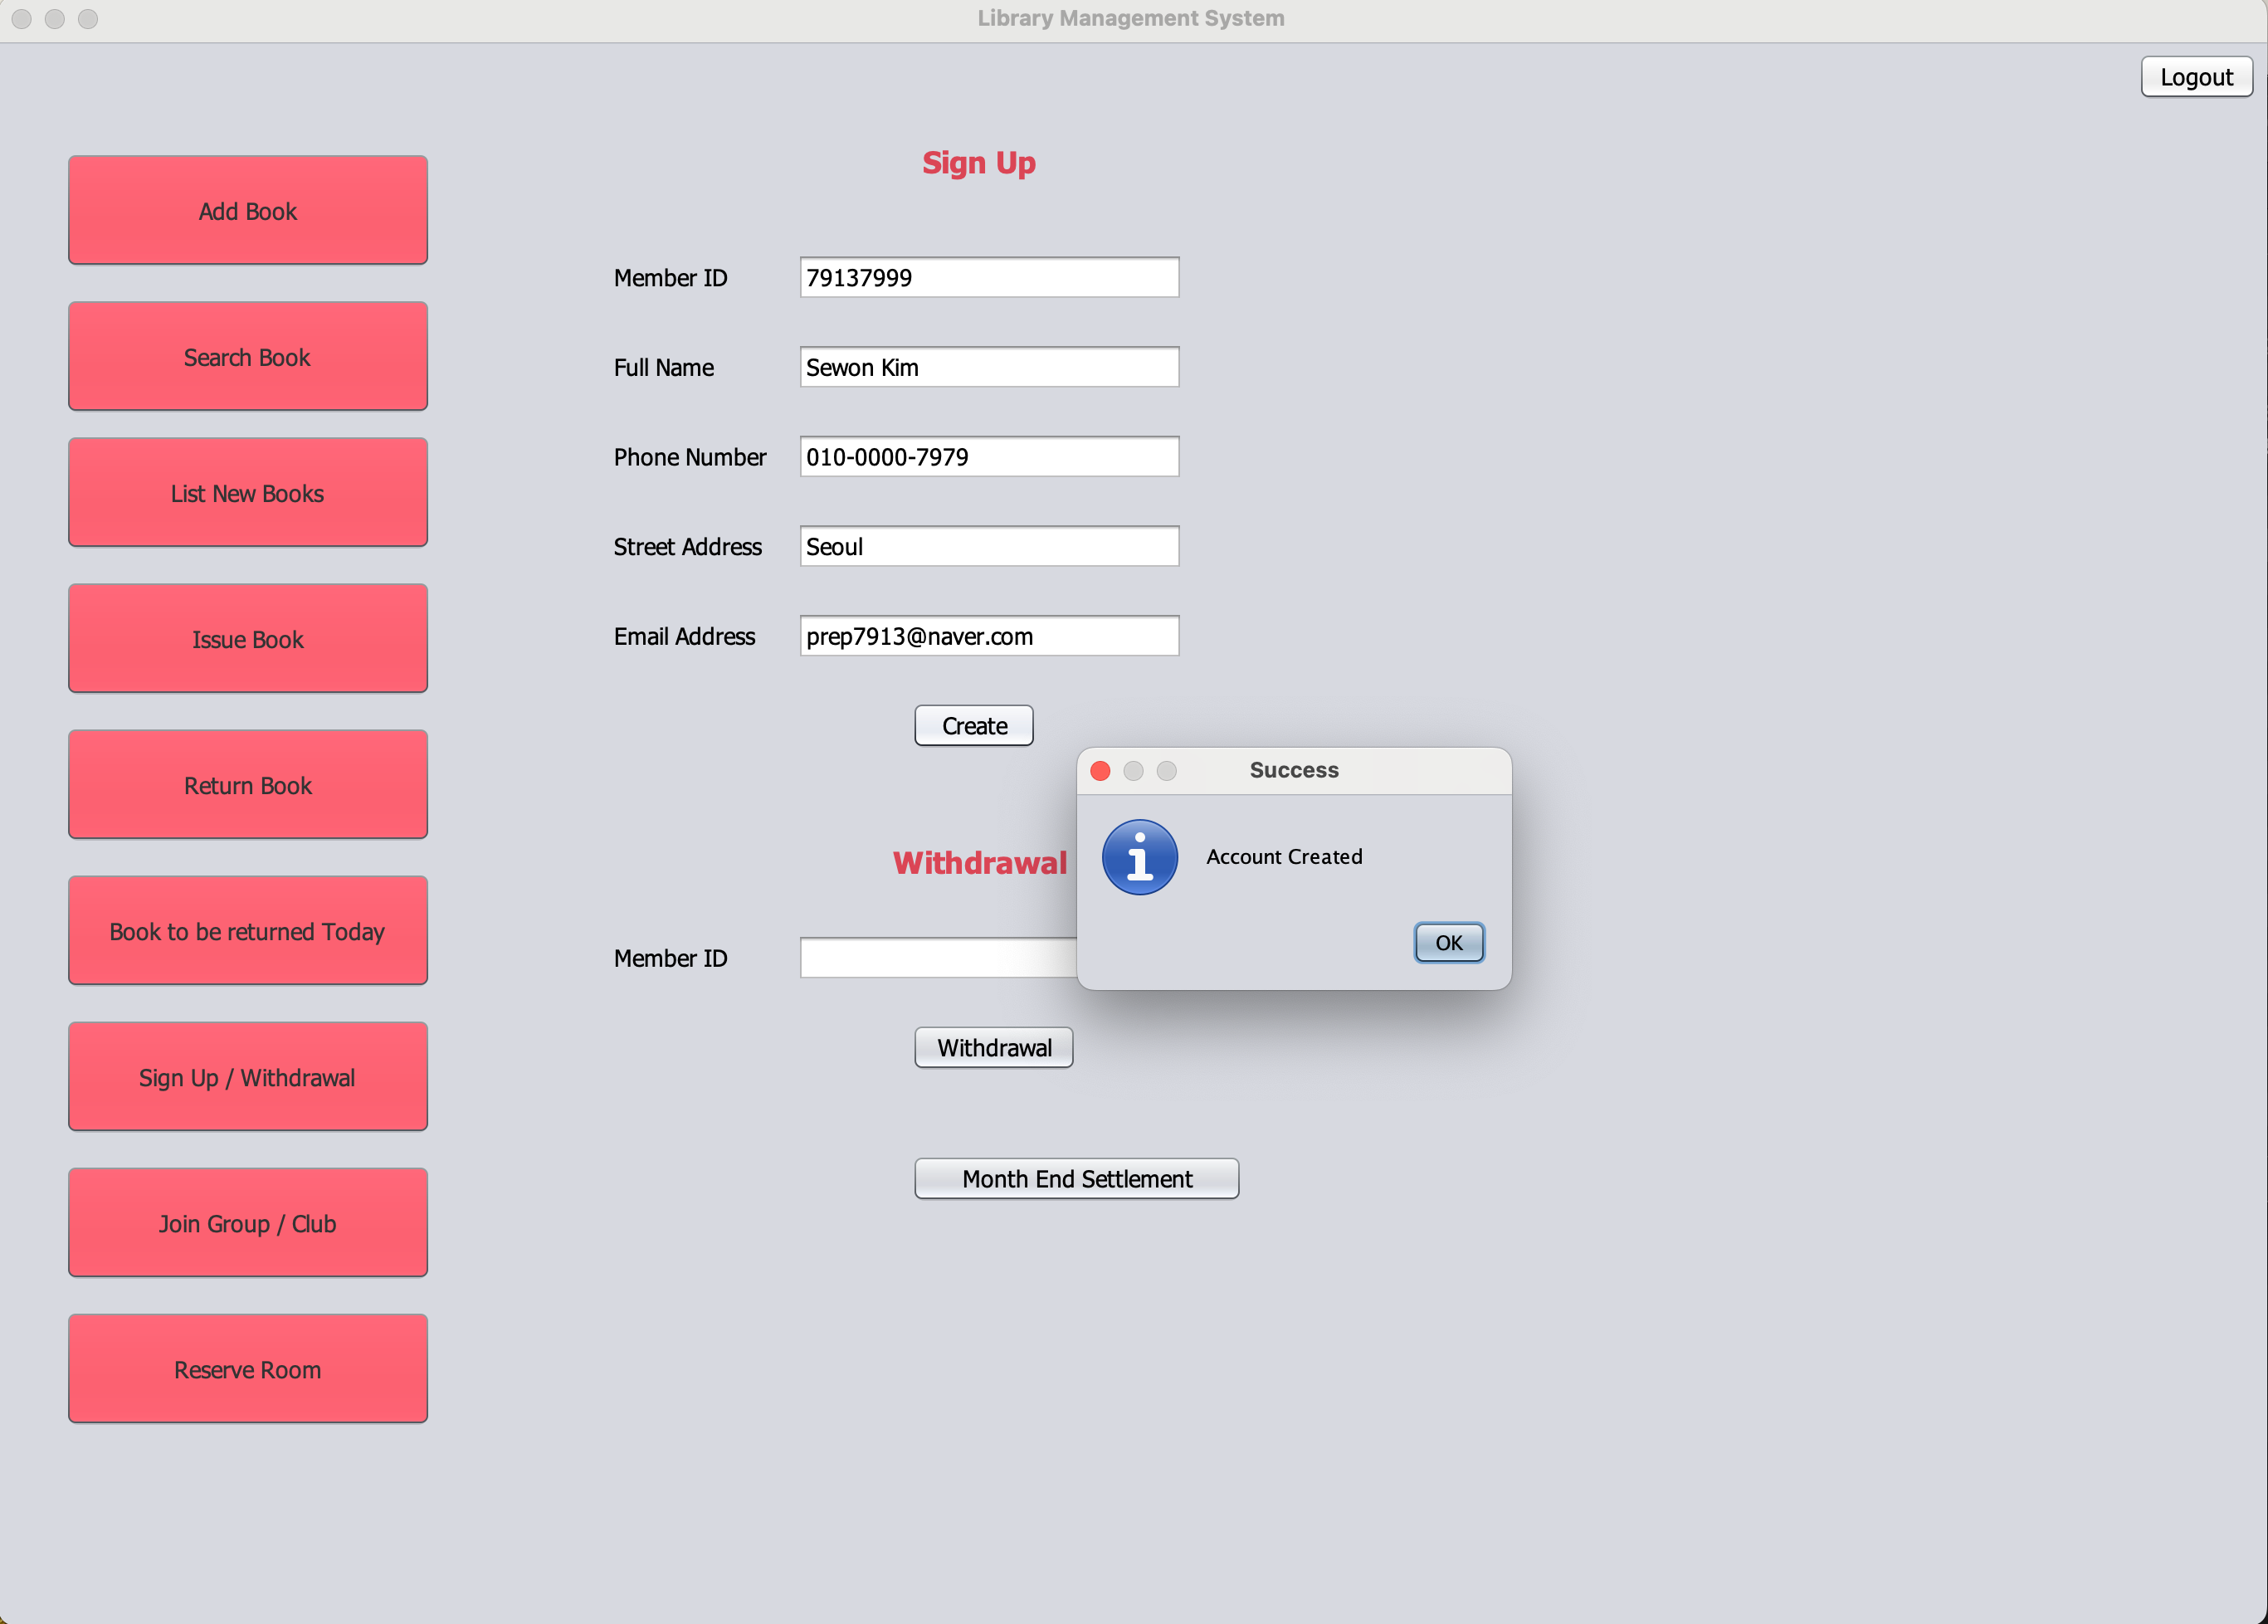 Library Management System
Logout
Add Book
Search Book
List New Books
Issue Book
Return Book
Book to be returned Today
Sign Up / Withdrawal
Join Group / Club
Reserve Room
Sign Up
Member ID 79137999
Full Name Sewon Kim
Phone Number 010-0000-7979
Street Address Seoul
Email Address prep7913@naver.com
Create
Withdrawal
Member ID
Withdrawal
Month End Settlement
Success
Account Created
OK